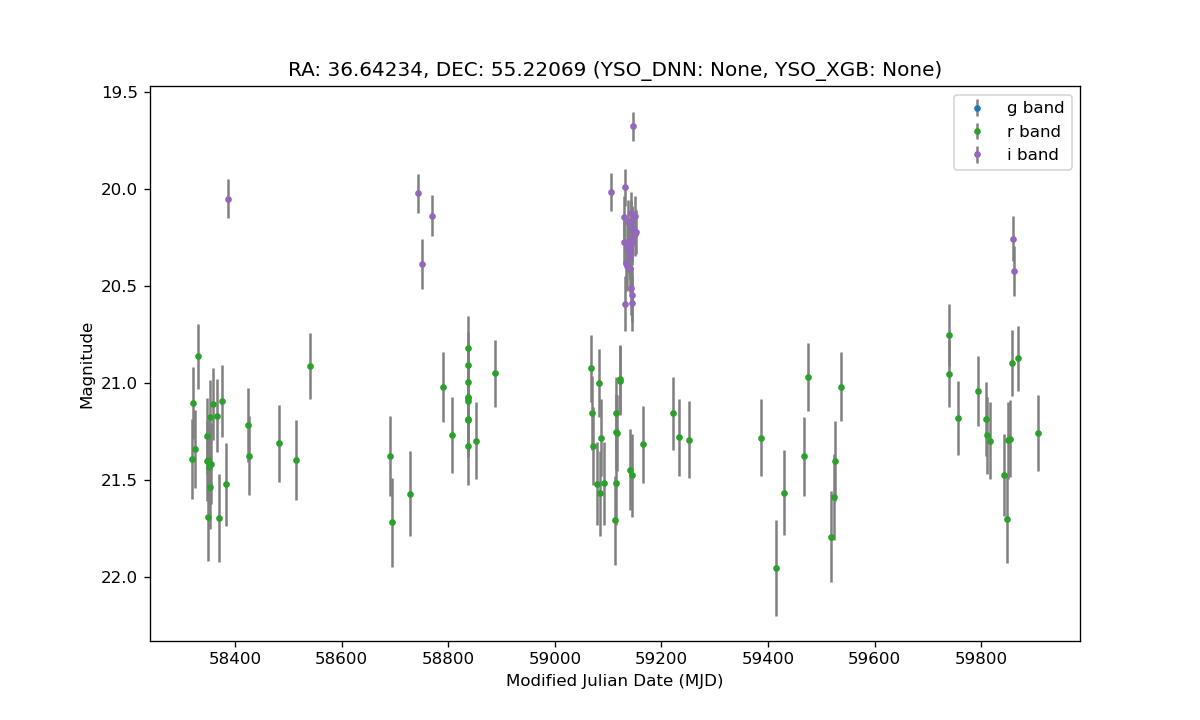 RA: 36.64234, DEC: 55.22069 (YSO_DNN: None, YSO_XGB: None)
19.5
20.0
20.5
21.0
21.5
22.0
Magnitude
g band
r band
i band
58400
58600
58800
59000
59200
59400
59600
59800
Modified Julian Date (MJD)